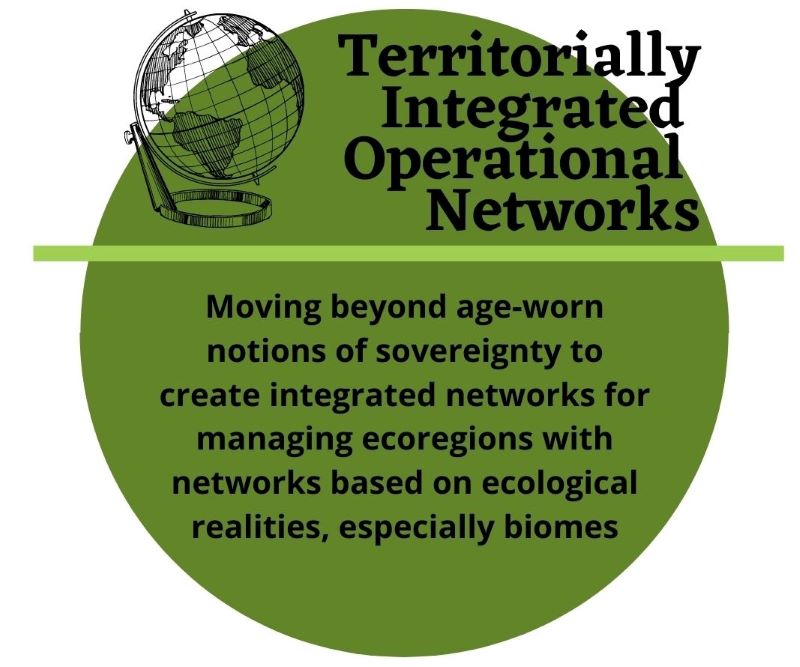 Territorially
Integrated
Operational
Networks
Moving beyond age-worn
notions of sovereignty to
create integrated networks for
managing ecoregions with
networks based on ecological
realities, especially biomes